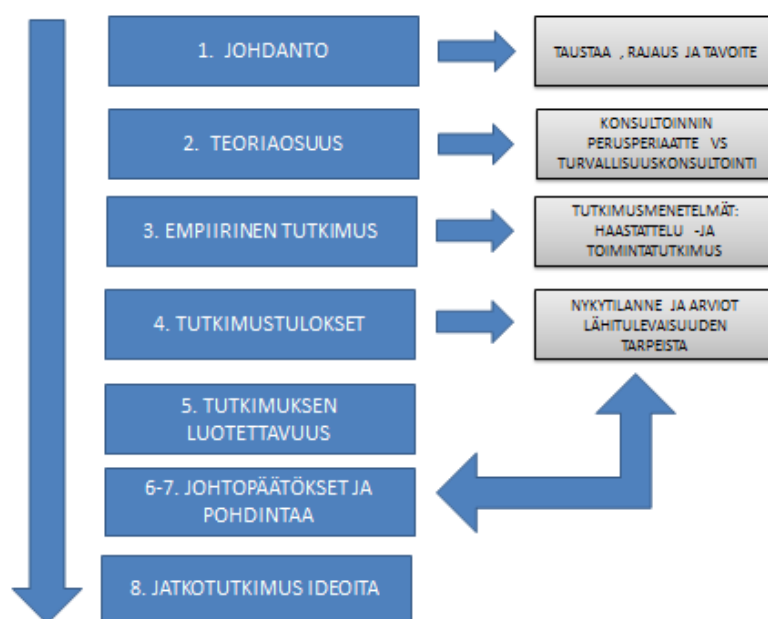 1. JOHDANTO
TAUSTAA , RAJAUS JA TAVOITE
2. TEORIAOSUUS
KONSULTOINNIN
PERUSPERIAATTE VS
TURVALLISUUSKONSULTOINTI
3. EMPIIRINEN TUTKIMUS
TUTKIMUSMENETELMÄT:
HAASTATTELU -JA
TOIMINTATUTKIMUS
4. TUTKIMUSTULOKSET
NYKYTILANNE JA ARVIOT
LÄHITULEVAISUUDEN
TARPEISTA
5. TUTKIMUKSEN
LUOTETTAVUUS
6-7. JOHTOPÄÄTÖKSET JA
POHDINTAA
8. JATKOTUTKIMUS IDEOITA